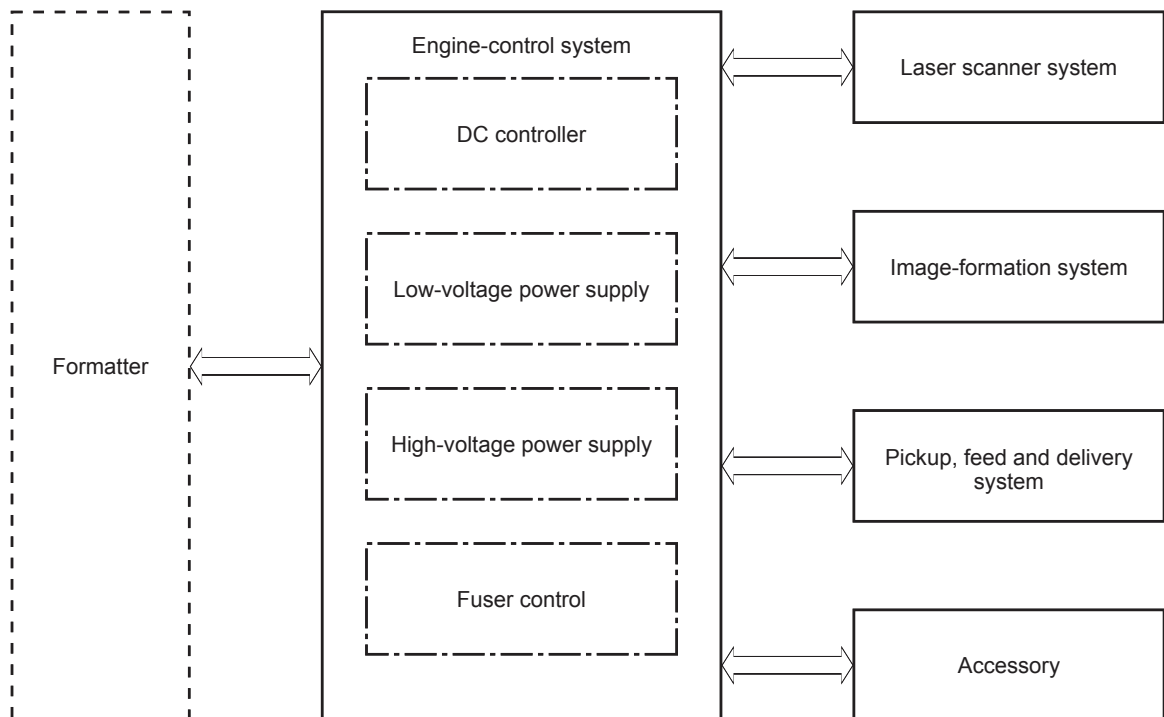 Formatter
Engine-control system
DC controller
Low-voltage power supply
High-voltage power supply
Fuser control
Laser scanner system
Image-formation system
Pickup, feed and delivery
system
Accessory